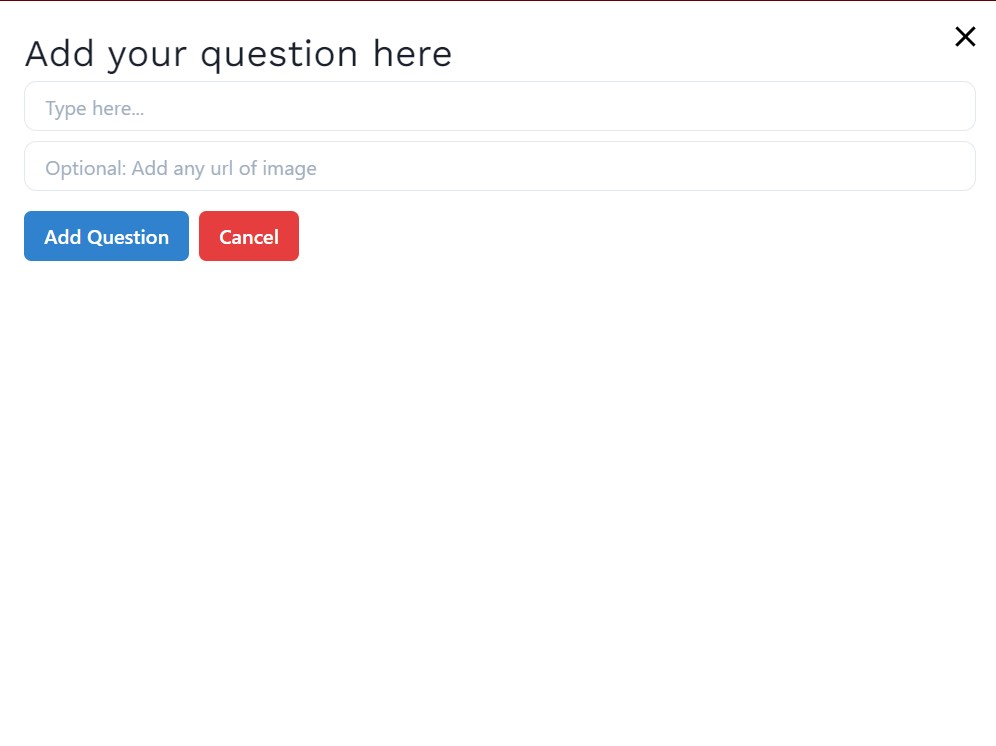 Add your question here
Type here...
Optional: Add any url of image
Add Question Cancel